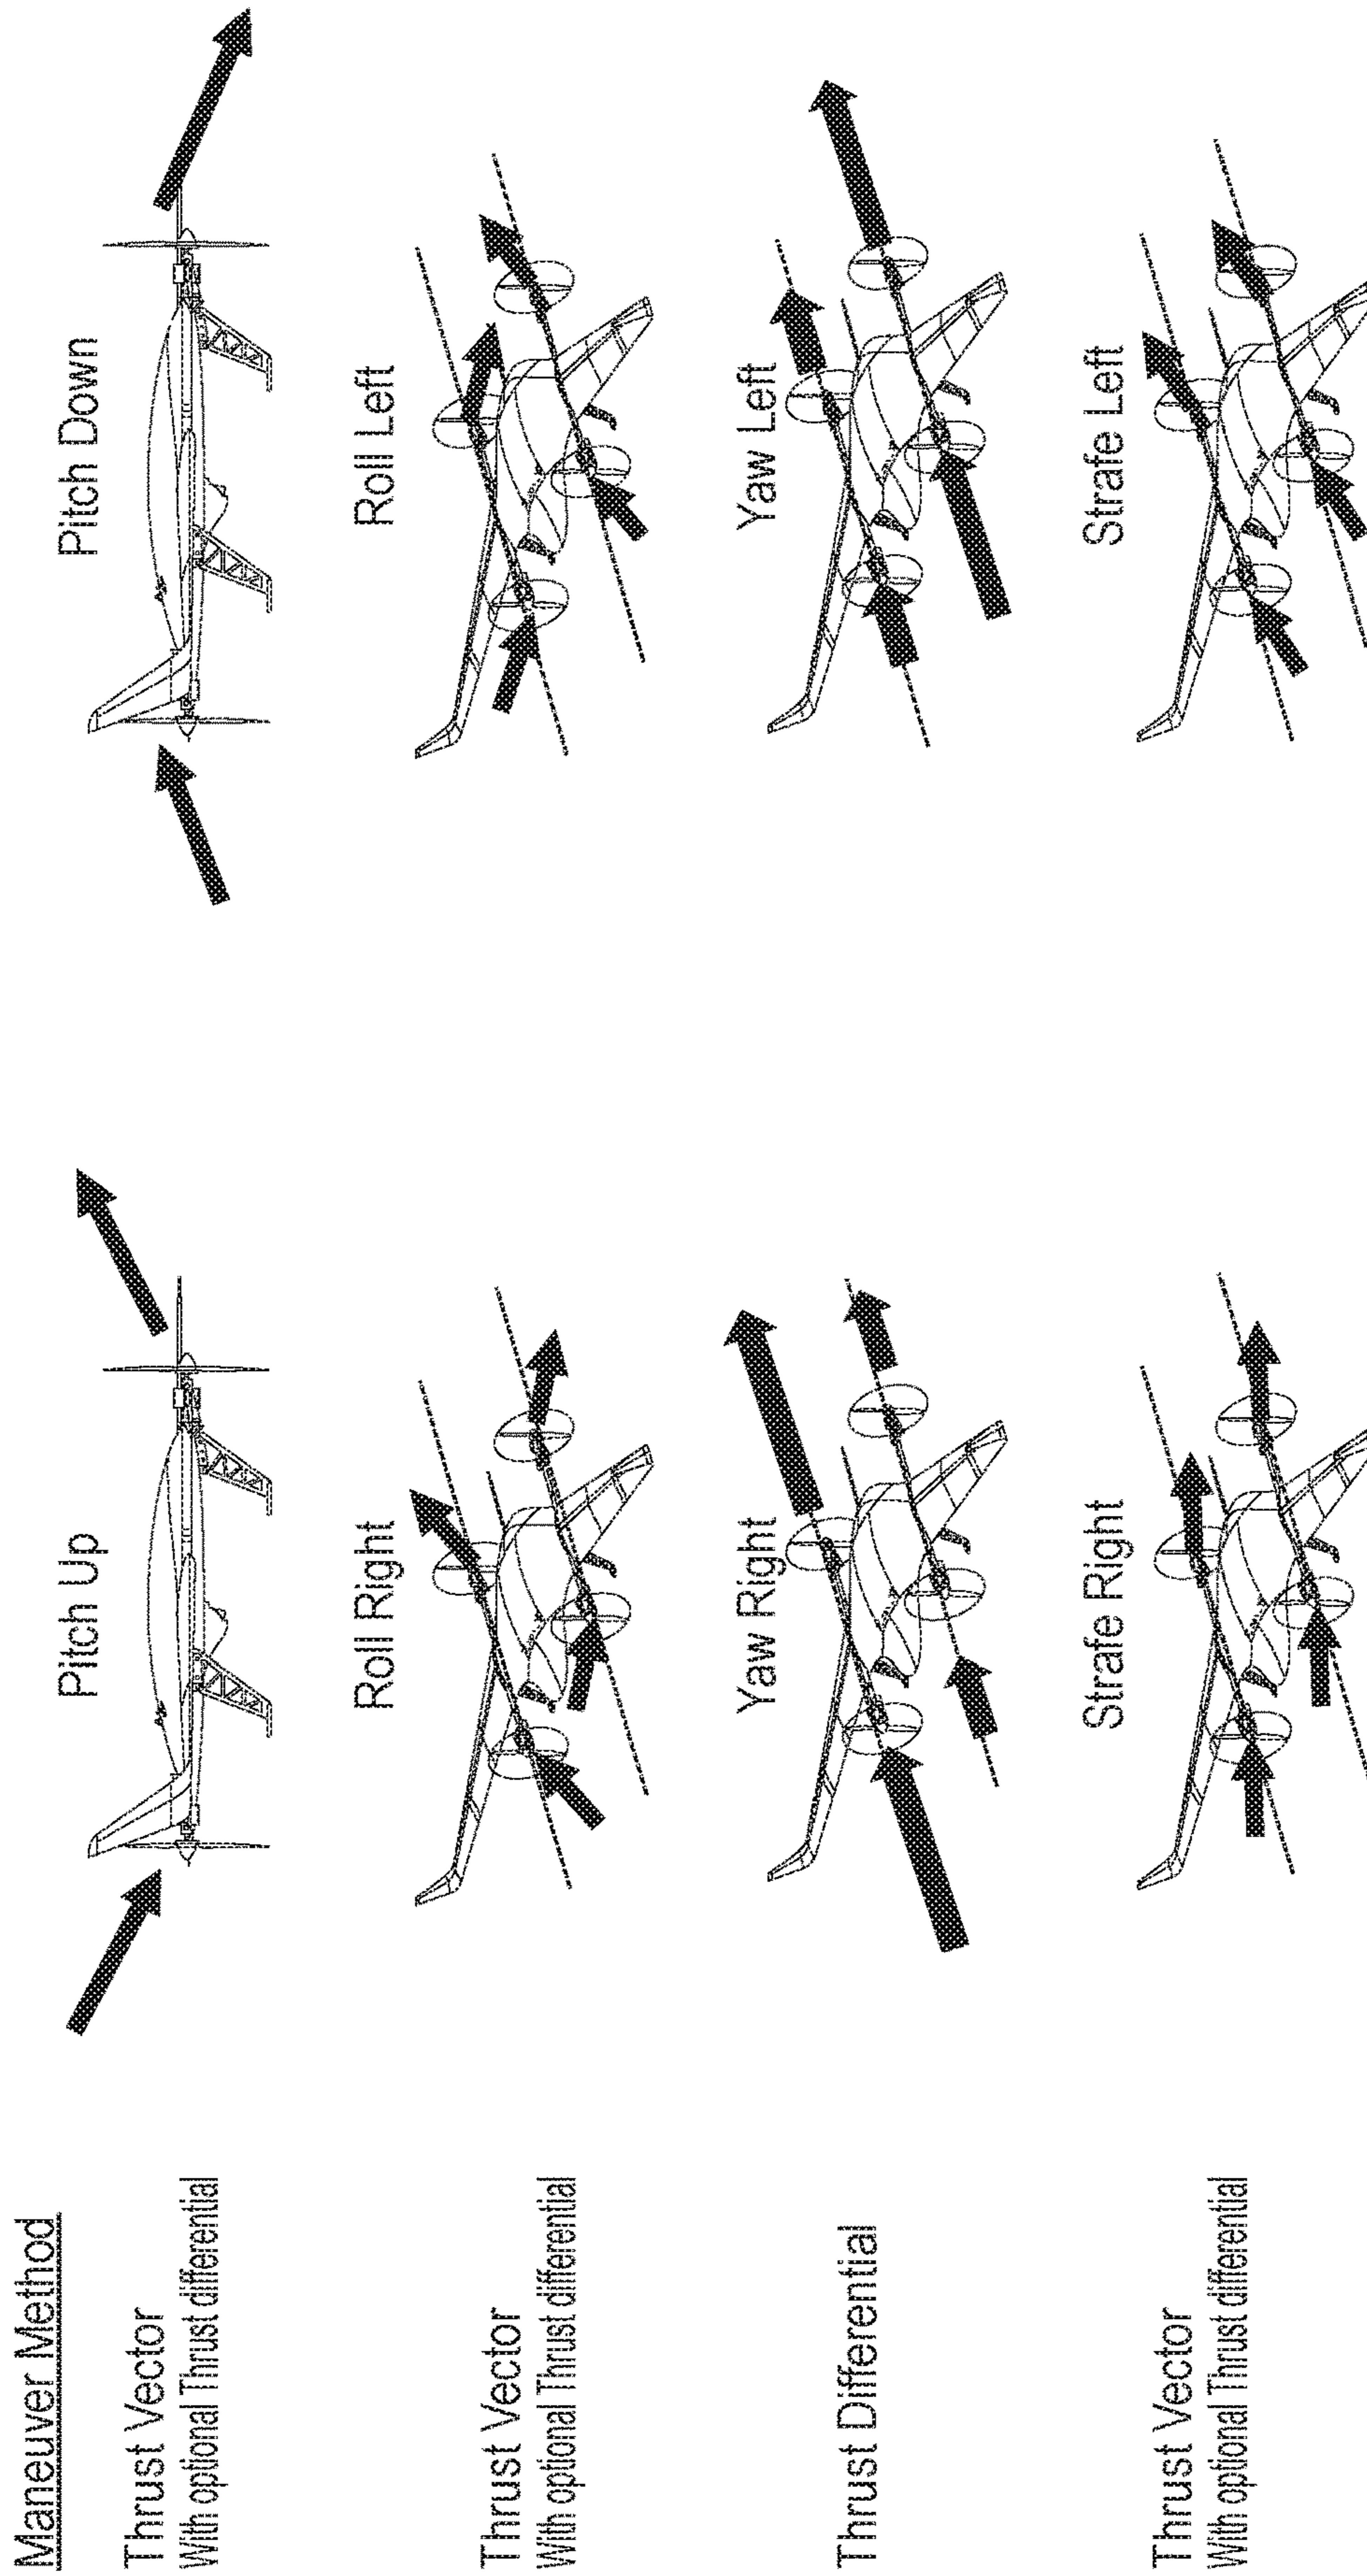 Maneuver Method
Thrust Vector
With optional Thrust differential
Pitch Up
Pitch Down
Thrust Vector
With optional Thrust differential
Roll Right
Roll Left
Thrust Differential
Yaw Right
Yaw Left
Thrust Vector
With optional Thrust differential
Strafe Right
Strafe Left